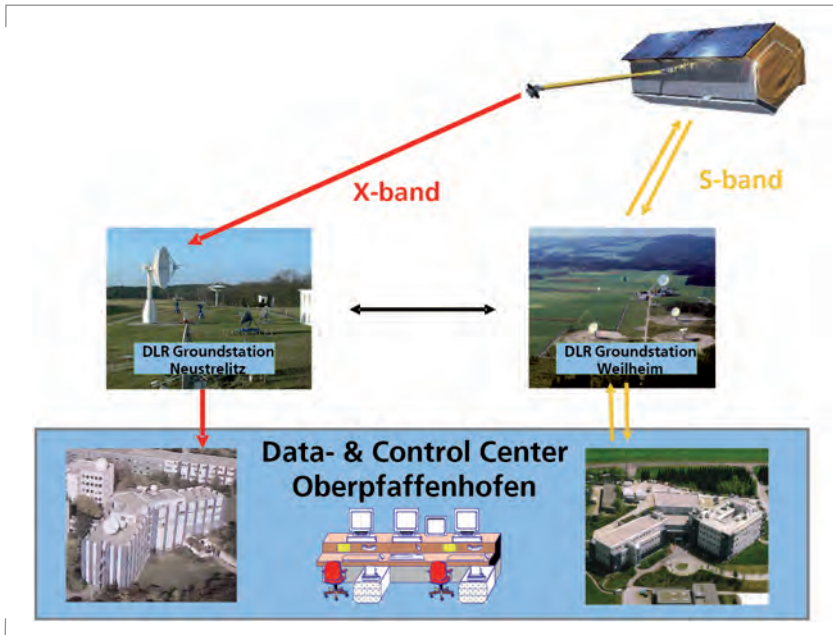 X-band
S-band
DLR Groundstation
Neustrelitz
DLR Groundstation
Weilheim
Data- & Control Center
Oberpfaffenhofen